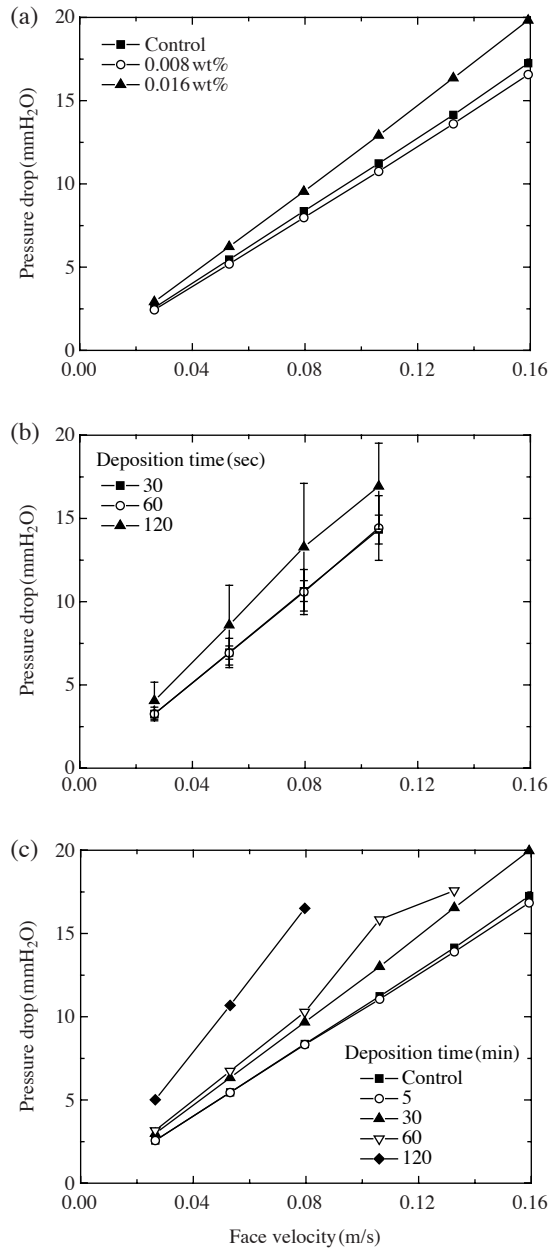 (a)
20
15
10
5
0
Pressure drop (mmH2O)
Control
0.008 wt%
0.016 wt%
0.00 0.04 0.08 0.12 0.16
(b)
20
15
10
5
0
Pressure drop (mmH2O)
Deposition time (sec)
30
60
120
0.00 0.04 0.08 0.12 0.16
(c)
20
15
10
5
0
Pressure drop (mmH2O)
Deposition time (min)
Control
5
30
60
120
0.00 0.04 0.08 0.12 0.16
Face velocity (m/s)